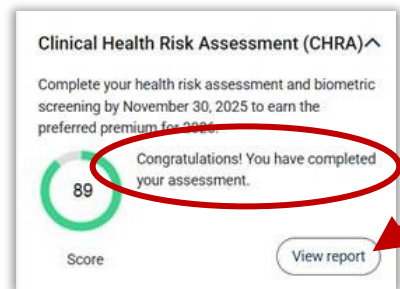 Clinical Health Risk Assessment (CHRA)
Complete your health risk assessment and biometric
screening by November 30, 2025 to earn the
preferred premium for 2026.
Congratulations! You have completed
your assessment.
89
Score
View report